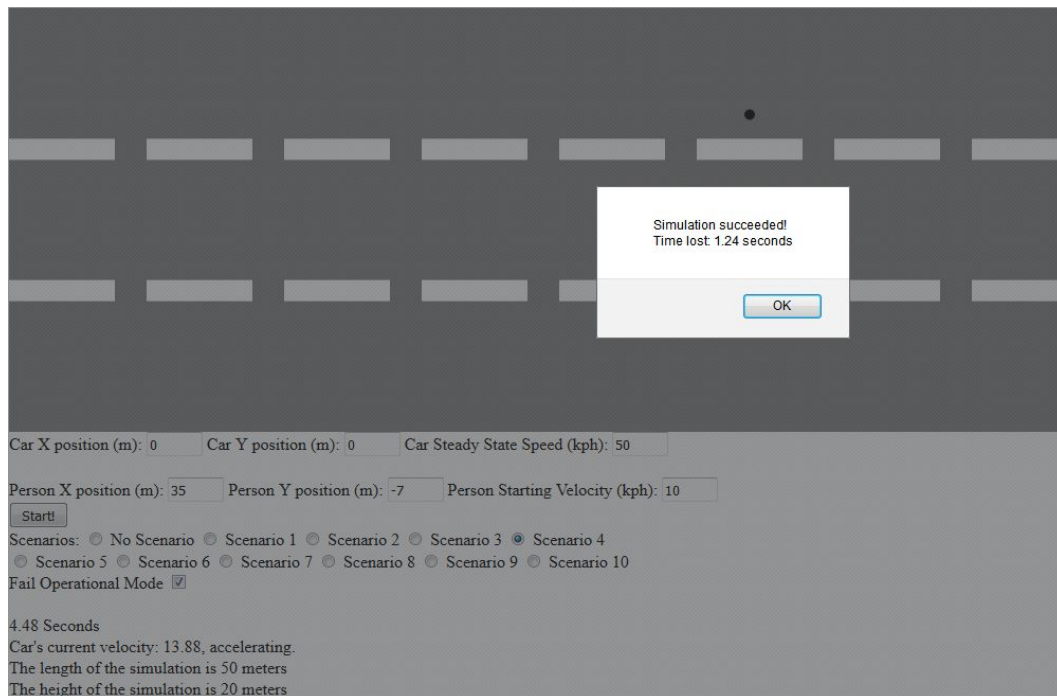 Simulation succeeded!
Time lost: 1.24 seconds
OK
Car X position (m): 0 Car Y position (m): 0 Car Steady State Speed (kph): 50
Person X position (m): 35 Person Y position (m): -7 Person Starting Velocity (kph): 10
Start!
Scenarios: No Scenario Scenario 1 Scenario 2 Scenario 3 Scenario 4
Scenario 5 Scenario 6 Scenario 7 Scenario 8 Scenario 9 Scenario 10
Fail Operational Mode
4.48 Seconds
Car's current velocity: 13.88, accelerating.
The length of the simulation is 50 meters
The height of the simulation is 20 meters